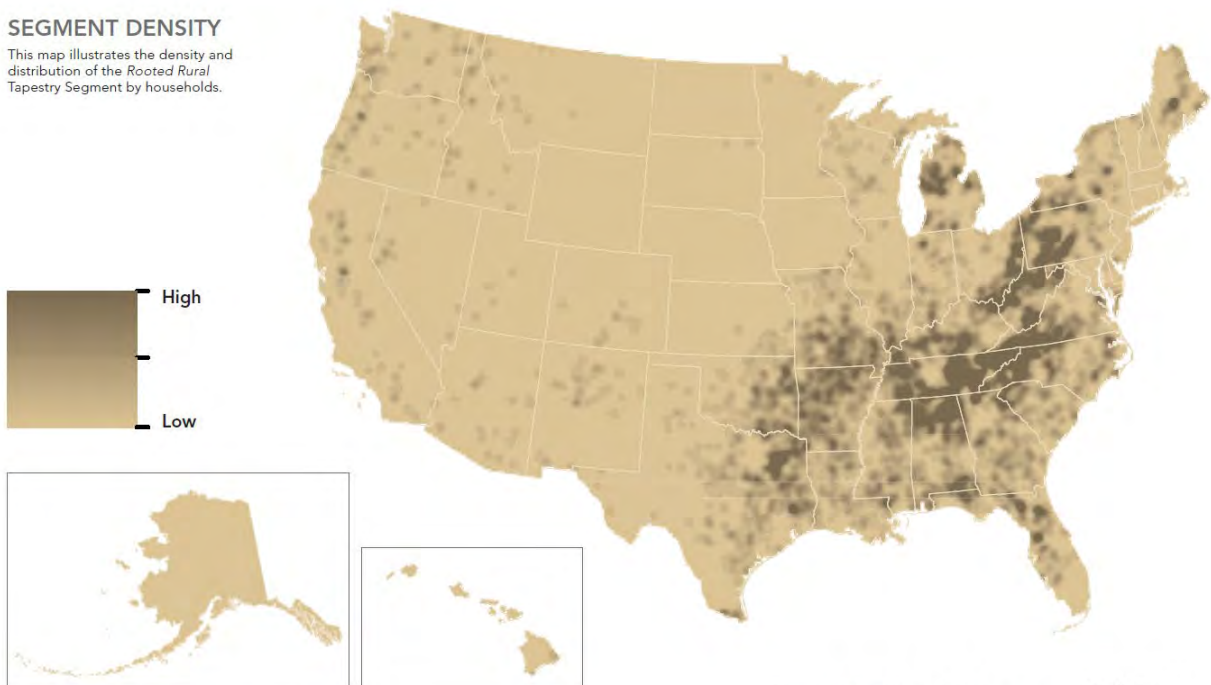 SEGMENT DENSITY
This map illustrates the density and
distribution of the Rooted Rural
Tapestry Segment by households.
High
Low